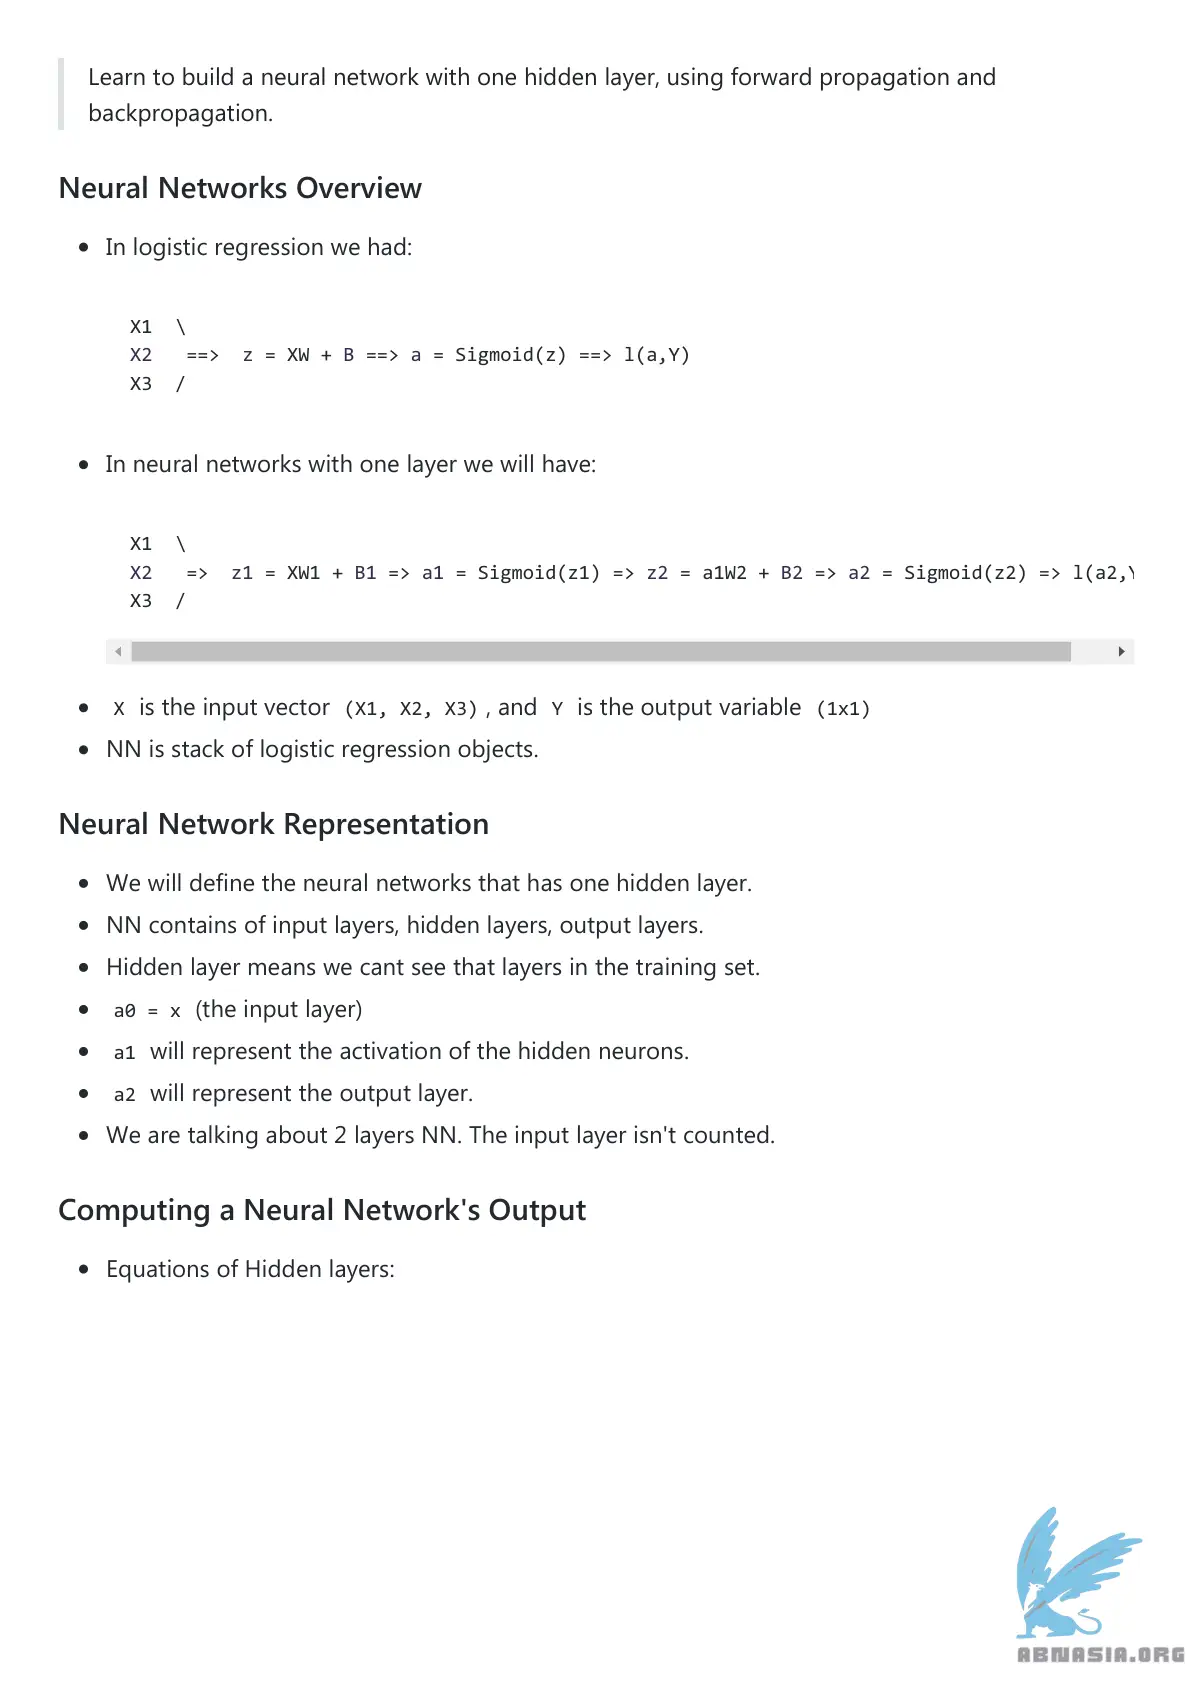 Learn to build a neural network with one hidden layer, using forward propagation and
backpropagation.
Neural Networks Overview
• In logistic regression we had:
X1  \
X2   ==>  z = XW + B ==> a = Sigmoid(z) ==> l(a,Y)
X3  /
• In neural networks with one layer we will have:
X1  \
X2   =>  z1 = XW1 + B1 => a1 = Sigmoid(z1) => z2 = a1W2 + B2 => a2 = Sigmoid(z2) => l(a2,Y
X3  /
• X is the input vector (X1, X2, X3), and Y is the output variable (1x1)
• NN is stack of logistic regression objects.
Neural Network Representation
• We will define the neural networks that has one hidden layer.
• NN contains of input layers, hidden layers, output layers.
• Hidden layer means we cant see that layers in the training set.
• a0 = x (the input layer)
• a1 will represent the activation of the hidden neurons.
• a2 will represent the output layer.
• We are talking about 2 layers NN. The input layer isn't counted.
Computing a Neural Network's Output
• Equations of Hidden layers:
ABNASIA.ORG